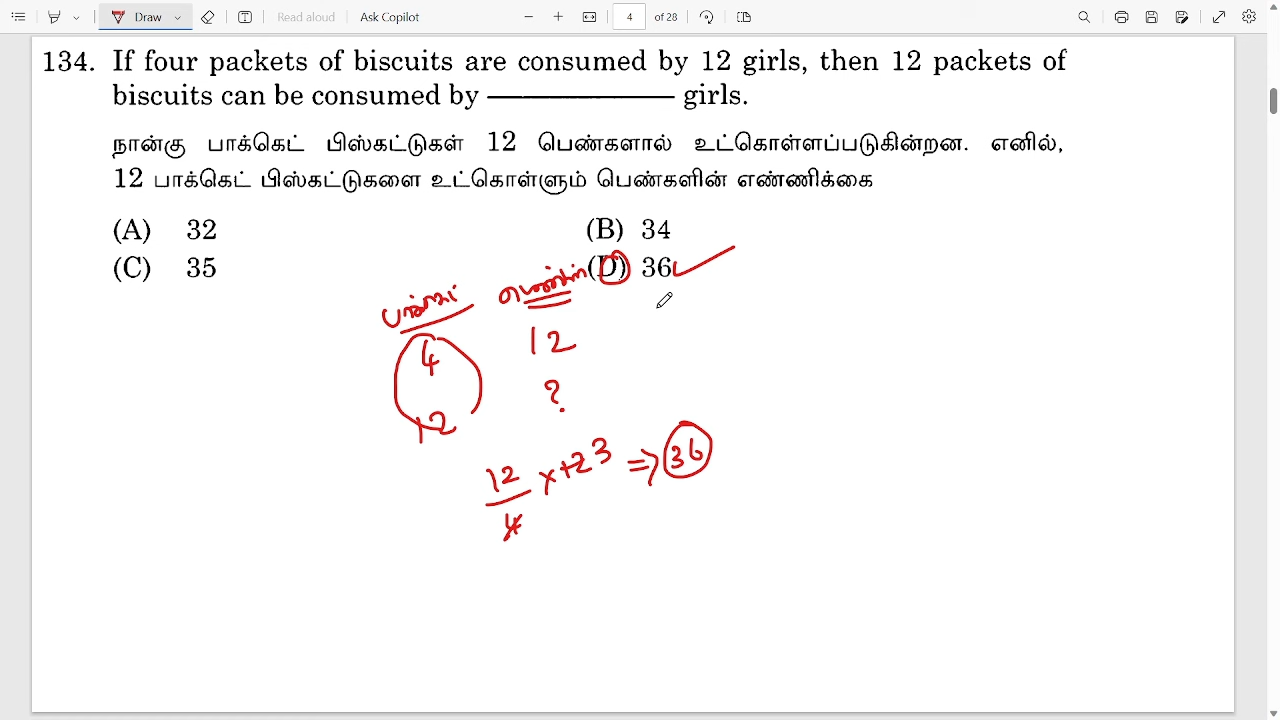 Draw
Read aloud
Ask Copilot
4
of 28
134. If four packets of biscuits are consumed by 12 girls, then 12 packets of
biscuits can be consumed by ——————— girls.
நான்கு பாக்கெட் பிஸ்கட்டுகள் 12 பெண்களால் உட்கொள்ளப்படுகின்றன. எனில்,
12 பாக்கெட் பிஸ்கட்டுகளை உட்கொள்ளும் பெண்களின் எண்ணிக்கை
(A) 32 (B) 34
(C) 35 (D) 36
4 12
12 ?
12/4 x 12 3 ⇒ 36